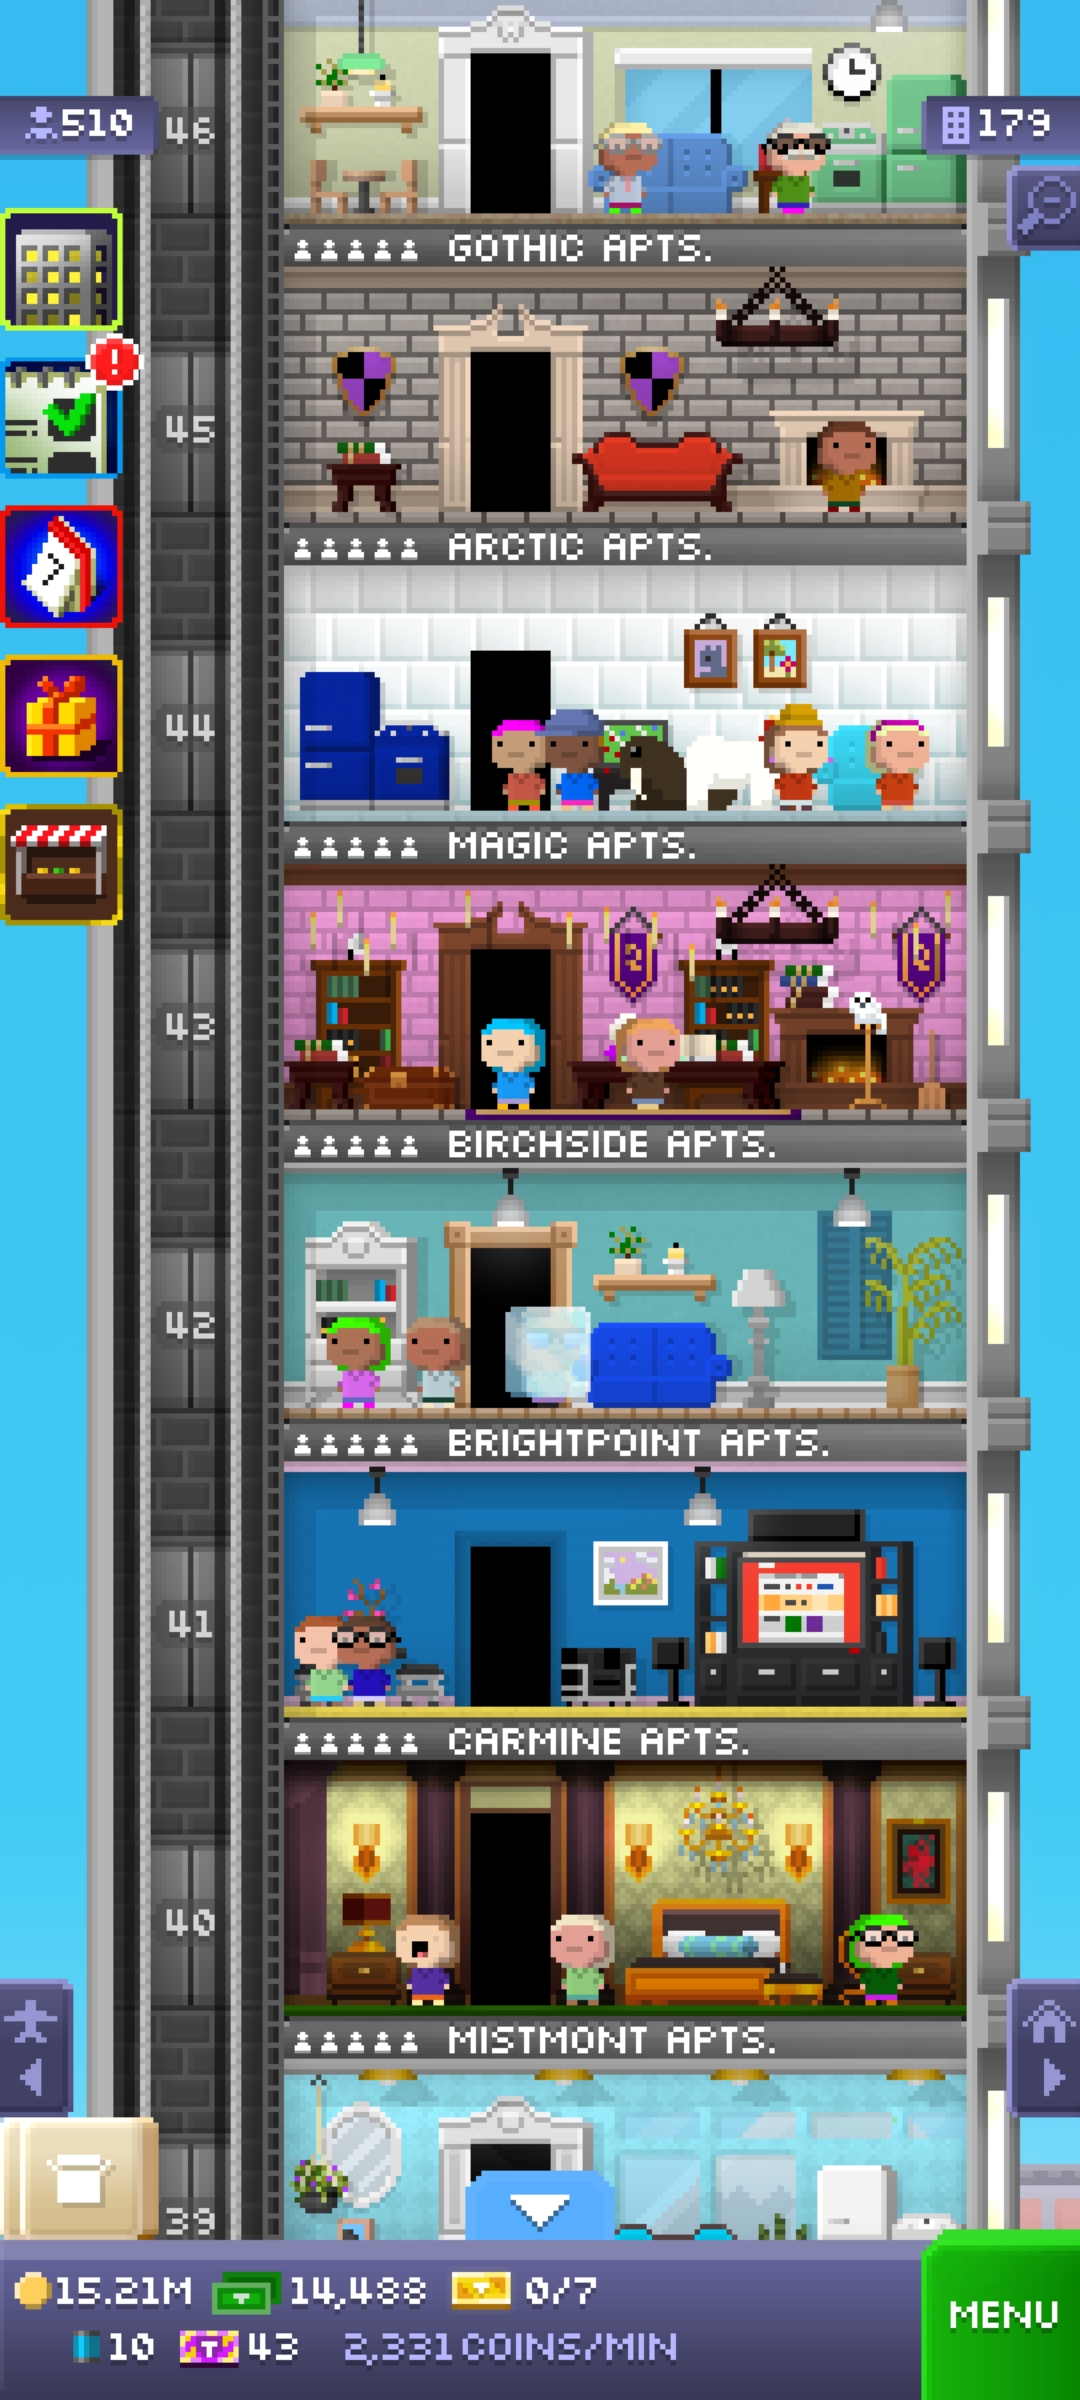 510
46
179
GOTHIC APTS.
45
ARCTIC APTS.
44
MAGIC APTS.
43
BIRCHSIDE APTS.
42
BRIGHTPOINT APTS.
41
CARMINE APTS.
40
MISTMONT APTS.
39
15.21M 14,488 0/7
10 T 43 2,331 COINS/MIN
MENU